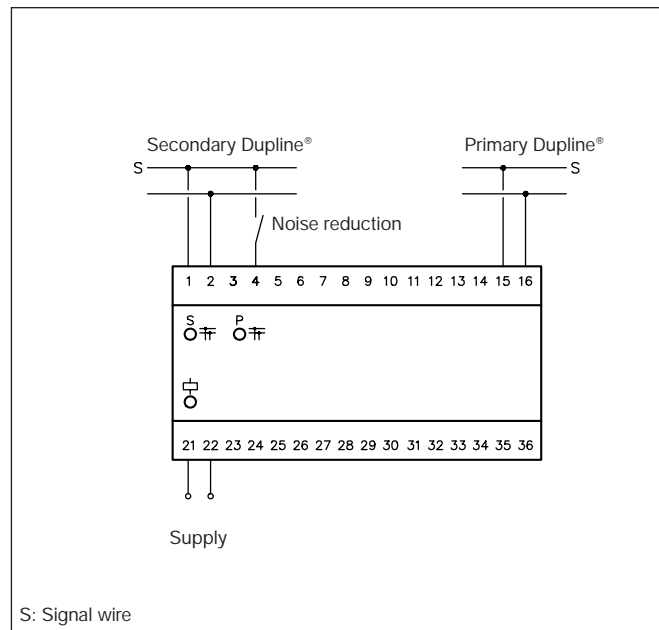 Secondary Dupline®
Primary Dupline®
S
S
Noise reduction
1 2 3 4 5 6 7 8 9 10 11 12 13 14 15 16
S P
21 22 23 24 25 26 27 28 29 30 31 32 33 34 35 36
Supply
S: Signal wire